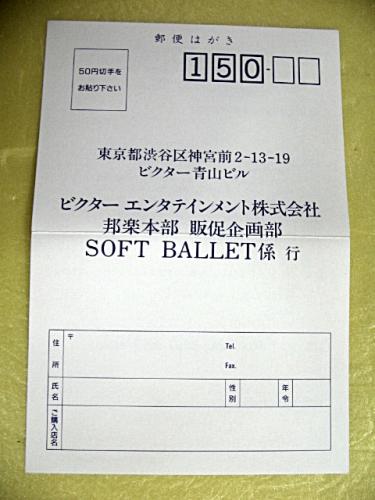 郵便はがき
50円切手を
お貼り下さい
150-
東京都渋谷区神宮前2-13-19
ビクター青山ビル
ビクター エンタテインメント株式会社
邦楽本部 販促企画部
SOFT BALLET係 行
住所
〒
Tel.
Fax.
氏名
性別
年令
ご購入店名